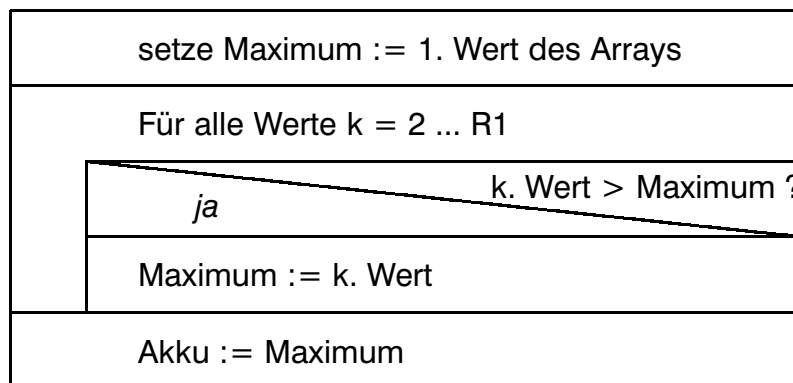 setze Maximum := 1. Wert des Arrays
Für alle Werte k = 2 ... R1
k. Wert > Maximum ?
ja
Maximum := k. Wert
Akku := Maximum